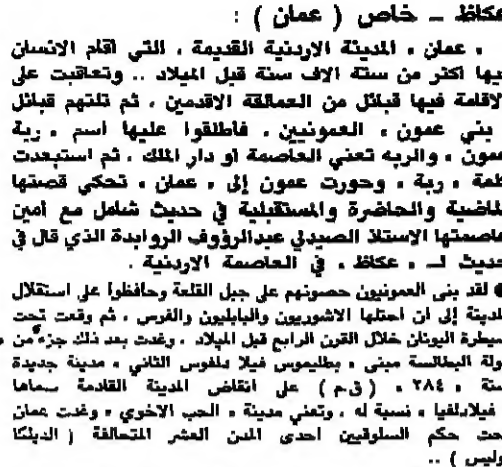 عكاظ ـ خاص ( عمان ) :
« عمان » المدينة الاردنية القديمة ، التي اقام الانسان
فيها اكثر من ستة الاف سنة قبل الميلاد .. وتعاقبت على
الاقامة فيها قبائل من العمالقة الاقدمين ، ثم تلتهم قبائل
بني عمون « العمونيين » فاطلقوا عليها اسم « ربة
عمون » والربه تعني العاصمة او دار الملك ، ثم استبعدت
كلمة « ربة » وحورت عمون إلى « عمان » تحكي قصتها
الماضية والحاضرة والمستقبلية في حديث شامل مع أمين
عاصمتها الاستاذ الصيدلي عبدالرؤوف الروابدة الذي قال في
حديث لـ « عكاظ » في العاصمة الاردنية .
● لقد بنى العمونيون حصونهم على جبل القلعة وحافظوا على استقلال
المدينة إلى ان احتلها الاشوريون والبابليون والفرس ، ثم وقعت تحت
سيطرة اليونان خلال القرن الرابع قبل الميلاد . وغدت بعد ذلك جزءً من
دولة البطالسة مبنى « بطليموس فيلا بلفوس الثاني » مدينة جديدة
سنة « ٢٨٤ » ( ق.م ) على انقاض المدينة القادمة سماها
« فيلادلفيا » نسبة له ، وتعني مدينة « الحب الاخوي » وغدت عمان
تحت حكم السلوقيين احدى المدن العشر المتحالفة ( الديلكا
بوليس ) ..